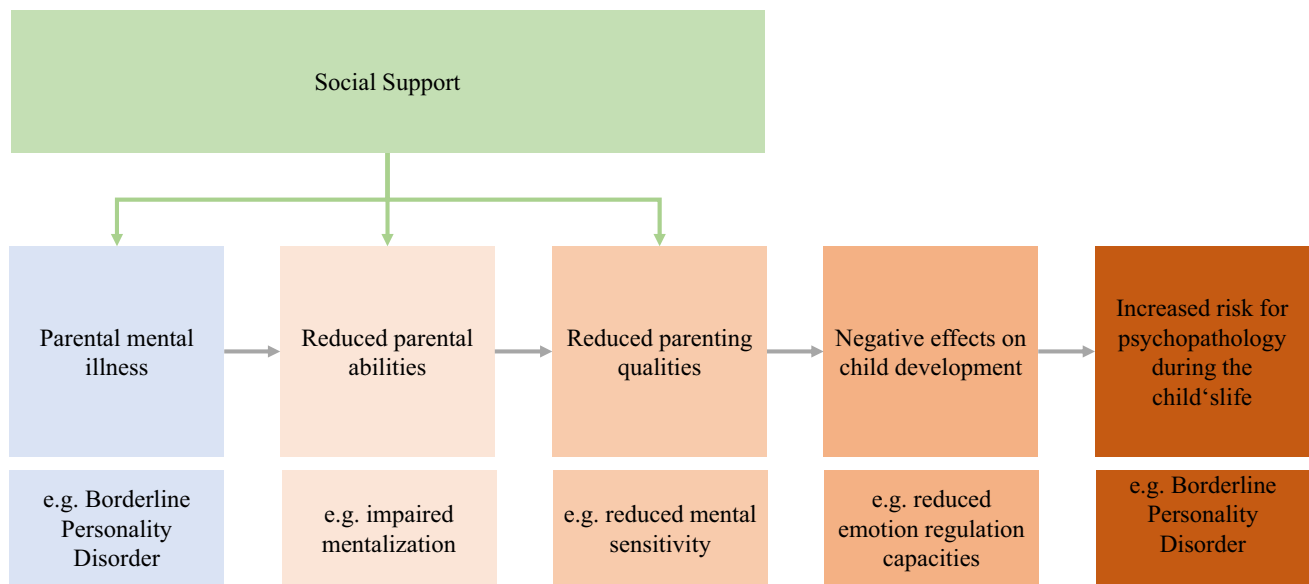 Social Support
Parental mental
illness
Reduced parental
abilities
Reduced parenting
qualities
Negative effects on
child development
Increased risk for
psychopathology
during the
child‘slife
e.g. Borderline
Personality
Disorder
e.g. impaired
mentalization
e.g. reduced mental
sensitivity
e.g. reduced
emotion regulation
capacities
e.g. Borderline
Personality
Disorder